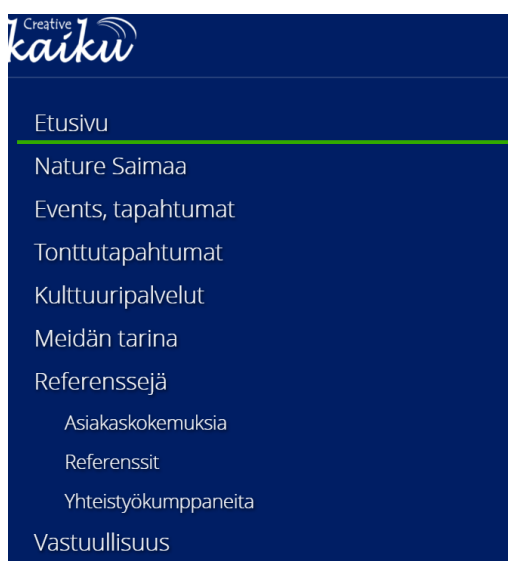 Creative
kaiku
Etusivu
Nature Saimaa
Events, tapahtumat
Tonttutapahtumat
Kulttuuripalvelut
Meidän tarina
Referenssejä
Asiakaskokemuksia
Referenssit
Yhteistyökumppaneita
Vastuullisuus